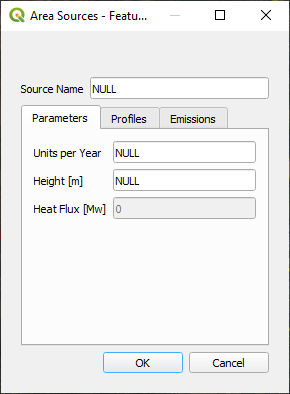 Area Sources - Featu...
Source Name NULL
Parameters Profiles Emissions
Units per Year NULL
Height [m] NULL
Heat Flux [Mw] 0
OK Cancel